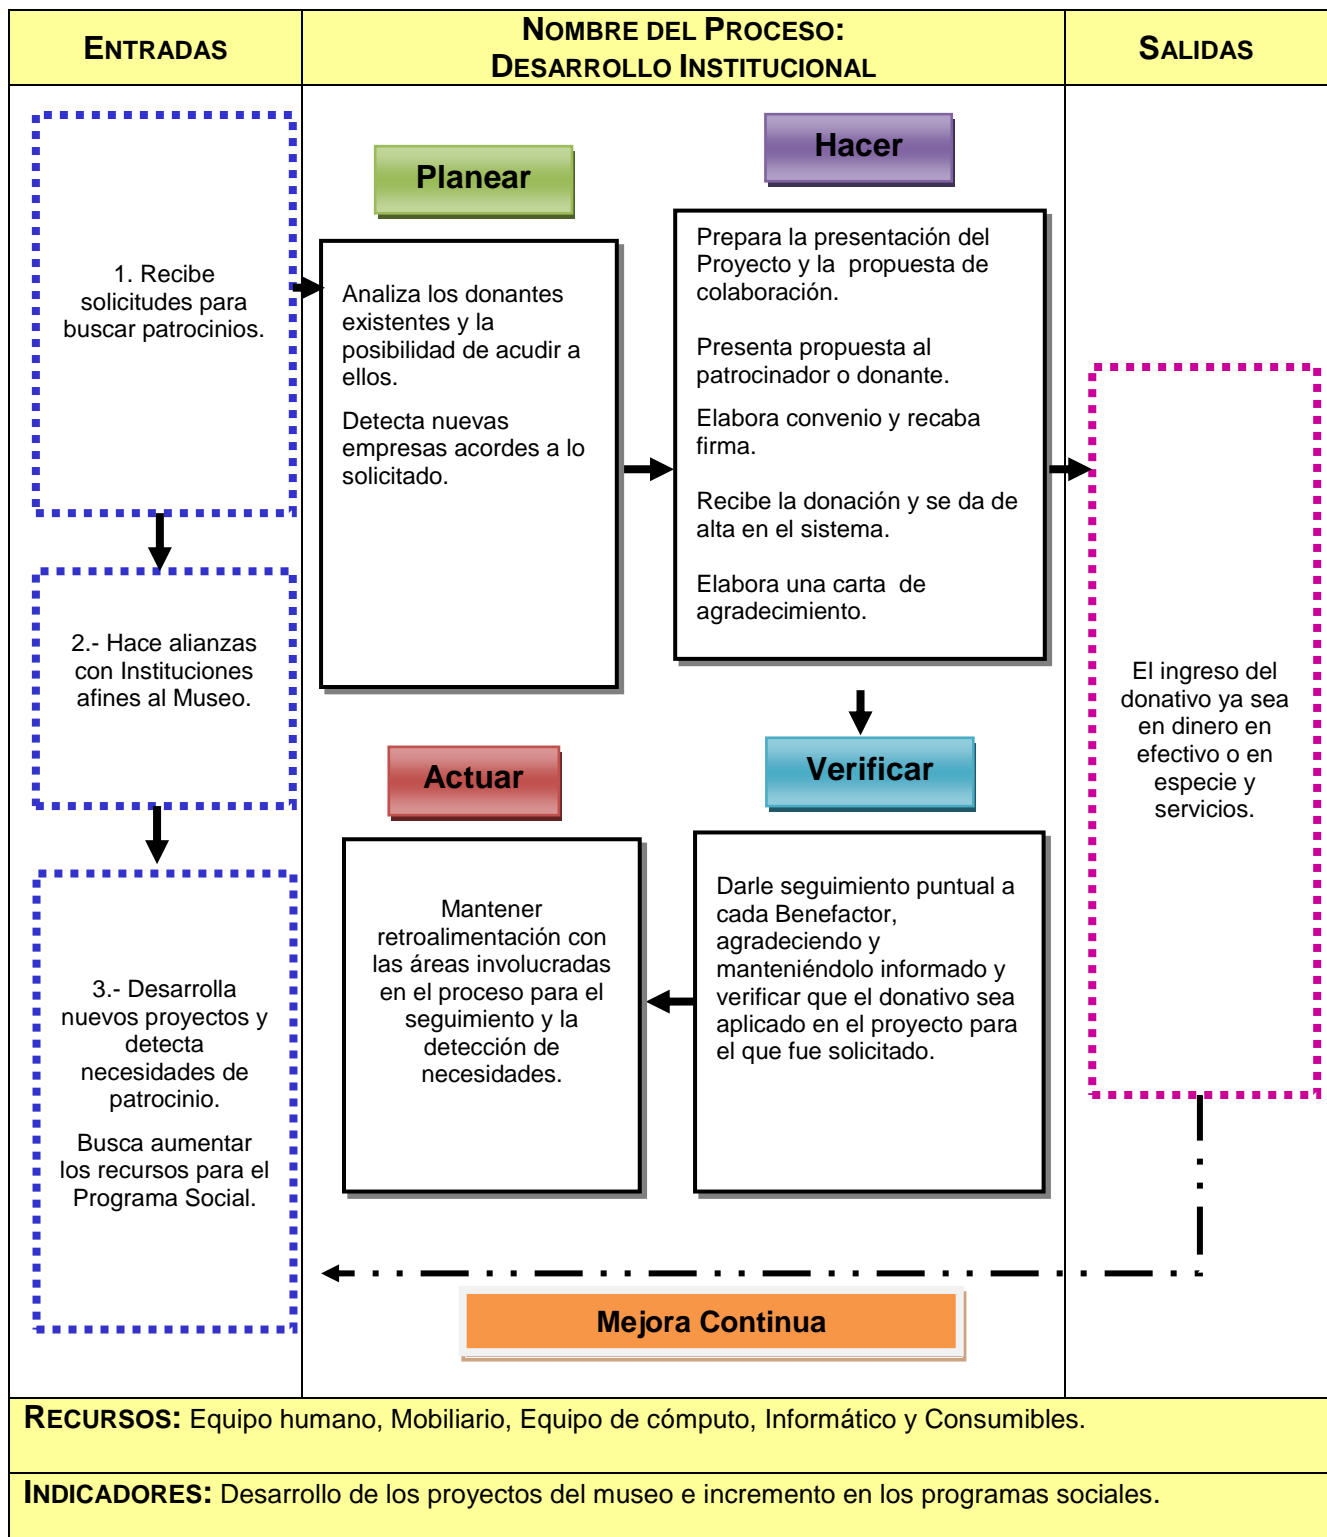 ENTRADAS
NOMBRE DEL PROCESO:
DESARROLLO INSTITUCIONAL
SALIDAS
1. Recibe
solicitudes para
buscar patrocinios.
2.- Hace alianzas
con Instituciones
afines al Museo.
3.- Desarrolla
nuevos proyectos y
detecta
necesidades de
patrocinio.
Busca aumentar
los recursos para el
Programa Social.
Planear
Analiza los donantes
existentes y la
posibilidad de acudir a
ellos.
Detecta nuevas
empresas acordes a lo
solicitado.
Hacer
Prepara la presentación del
Proyecto y la propuesta de
colaboración.
Presenta propuesta al
patrocinador o donante.
Elabora convenio y recaba
firma.
Recibe la donación y se da de
alta en el sistema.
Elabora una carta de
agradecimiento.
Verificar
Darle seguimiento puntual a
cada Benefactor,
agradeciendo y
manteniéndolo informado y
verificar que el donativo sea
aplicado en el proyecto para
el que fue solicitado.
Actuar
Mantener
retroalimentación con
las áreas involucradas
en el proceso para el
seguimiento y la
detección de
necesidades.
El ingreso del
donativo ya sea
en dinero en
efectivo o en
especie y
servicios.
Mejora Continua
RECURSOS: Equipo humano, Mobiliario, Equipo de cómputo, Informático y Consumibles.
INDICADORES: Desarrollo de los proyectos del museo e incremento en los programas sociales.